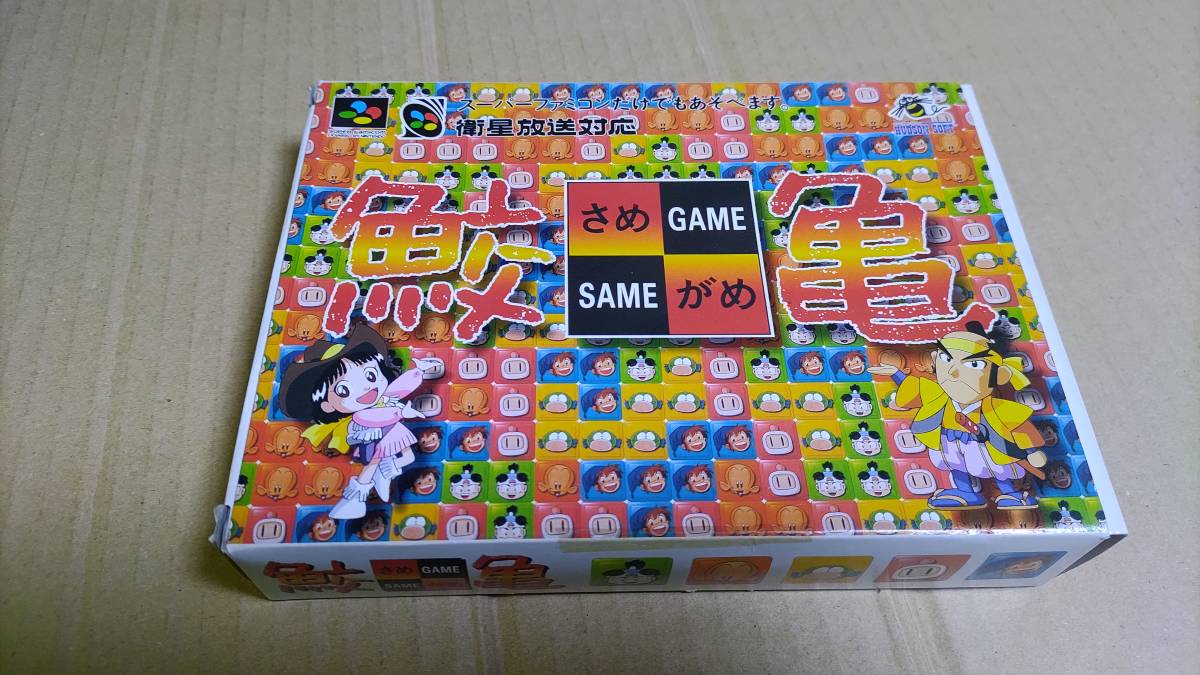 スーパーファミコンだけでもあそべます。
SUPER FAMICOM
衛星放送対応
HUDSON SOFT
鮫
さめ GAME
SAME がめ
亀
鮫
さめ GAME
SAME
亀